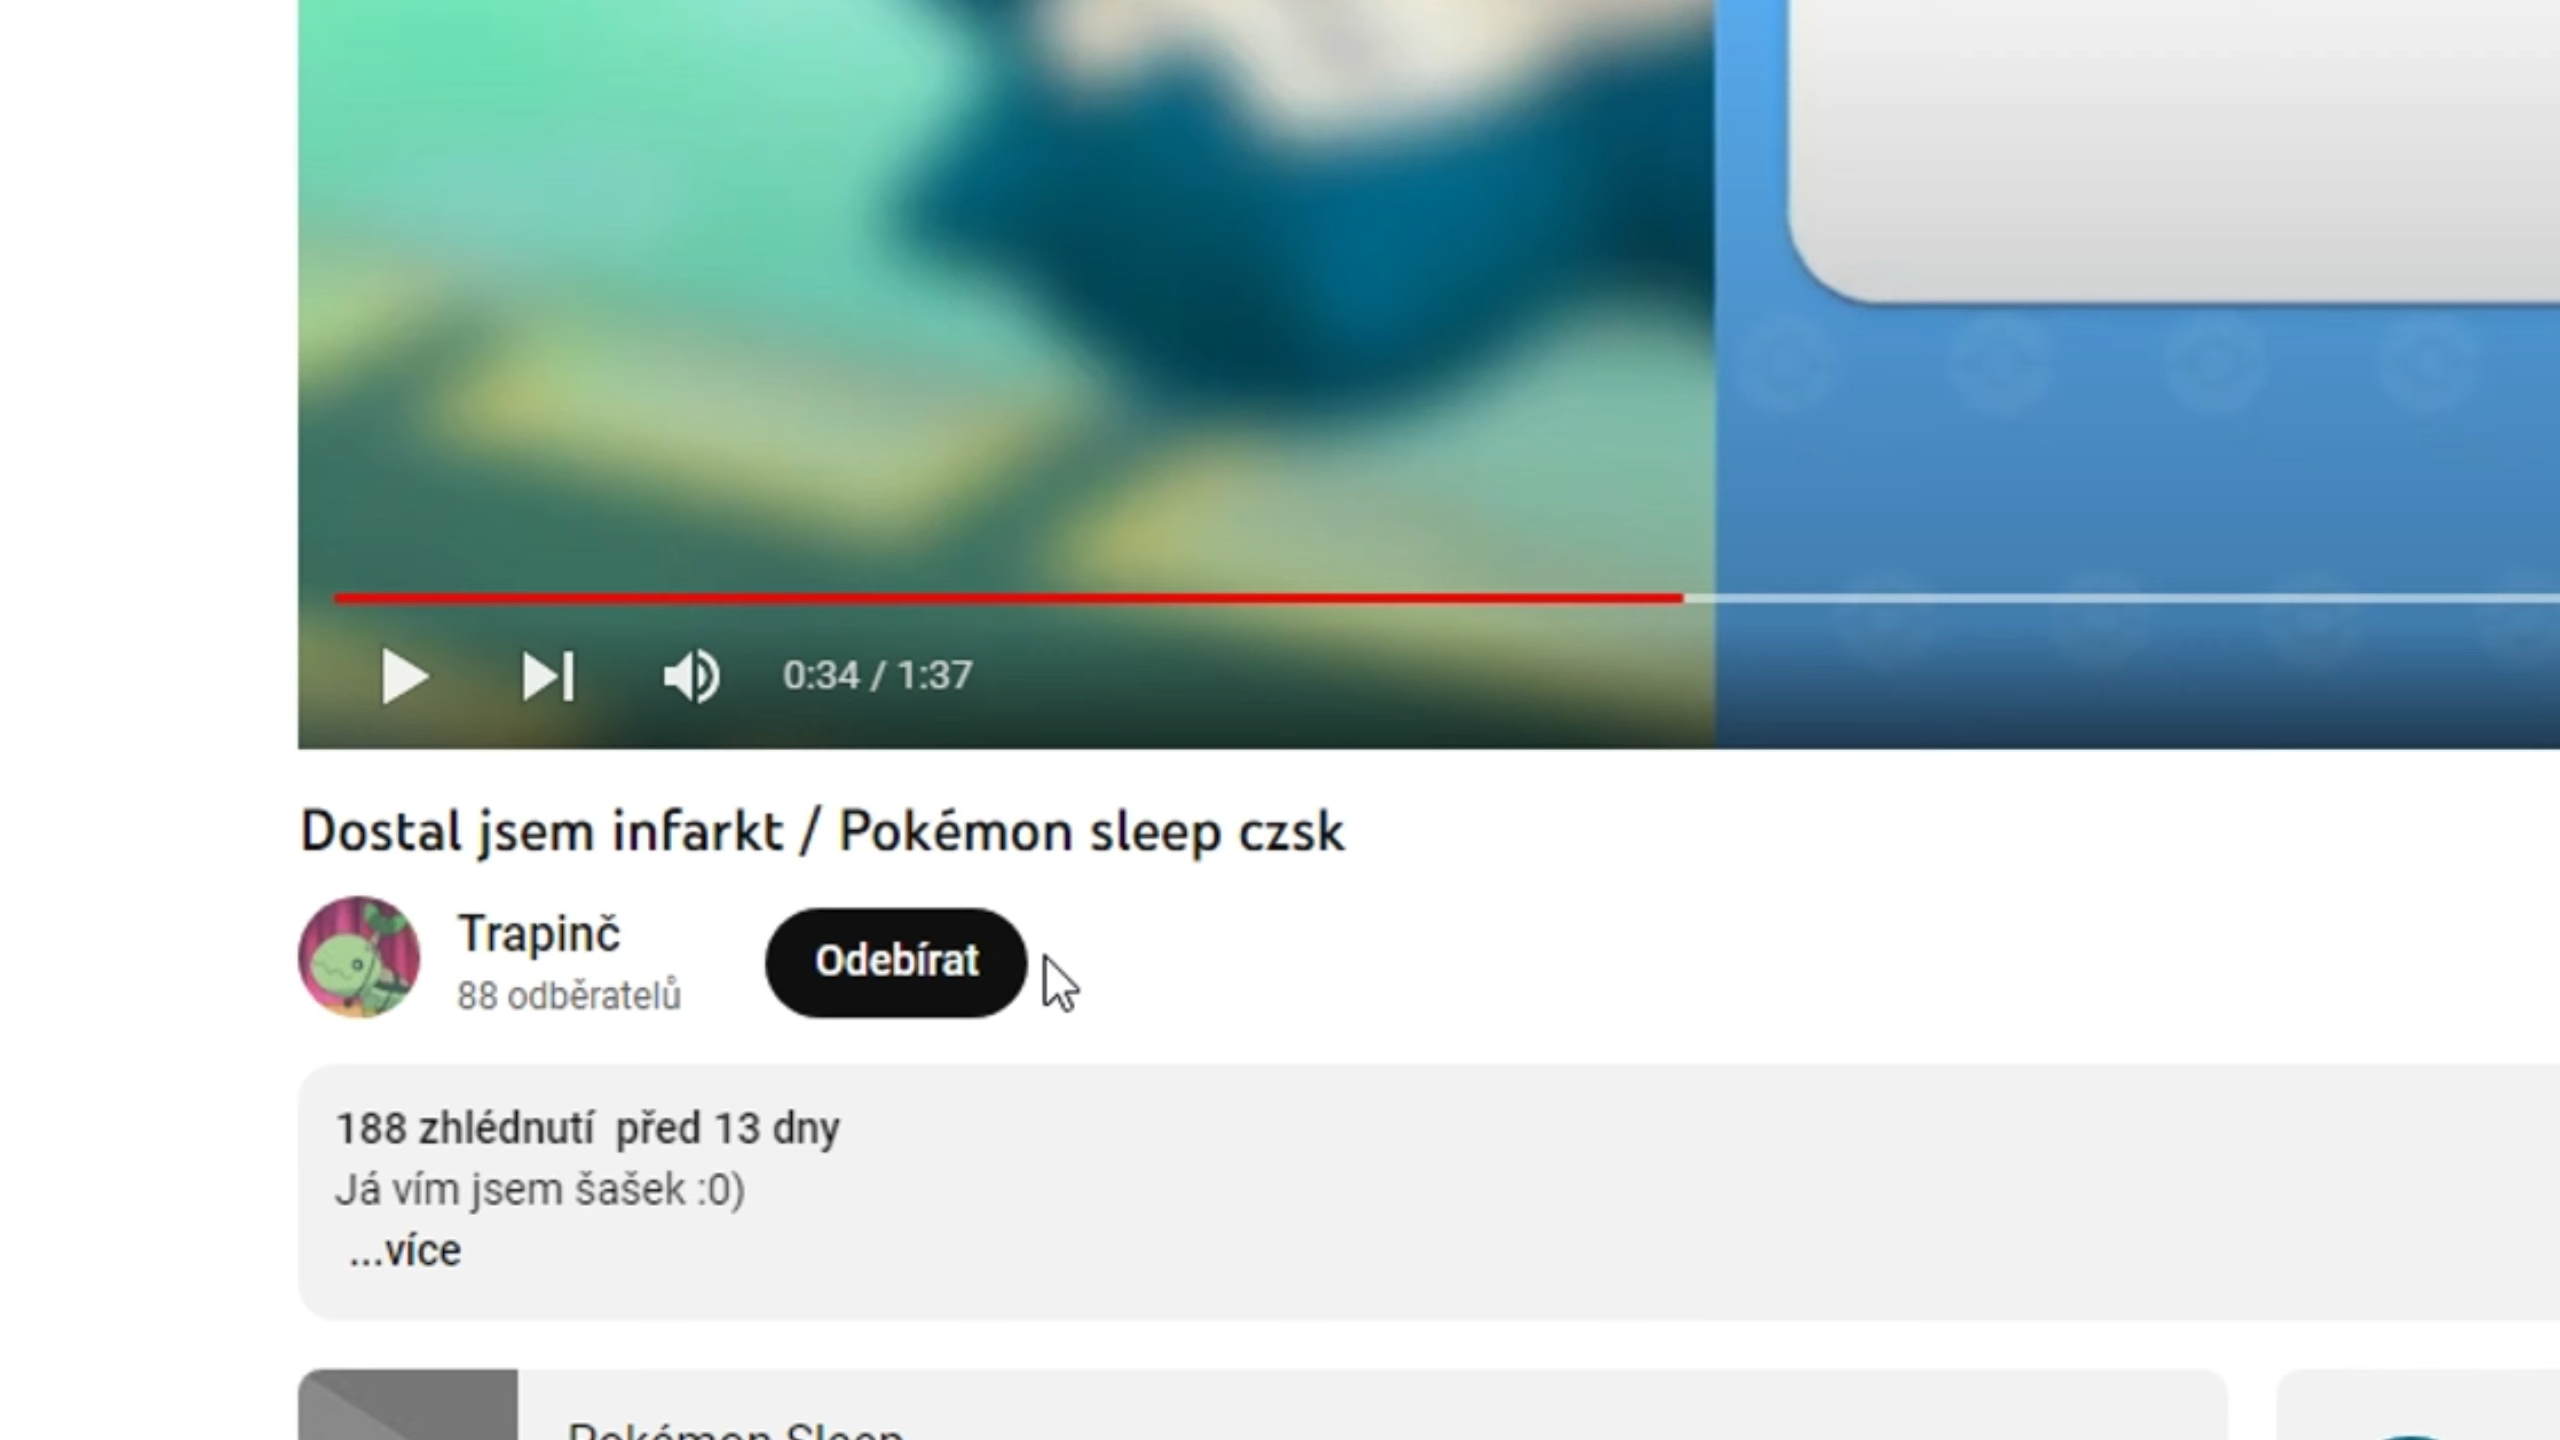 0:34 / 1:37
Dostal jsem infarkt / Pokémon sleep czsk
Trapinč
88 odběratelů
Odebírat
188 zhlédnutí  před 13 dny
Já vím jsem šašek :0)
...více
Pokémon Sleep